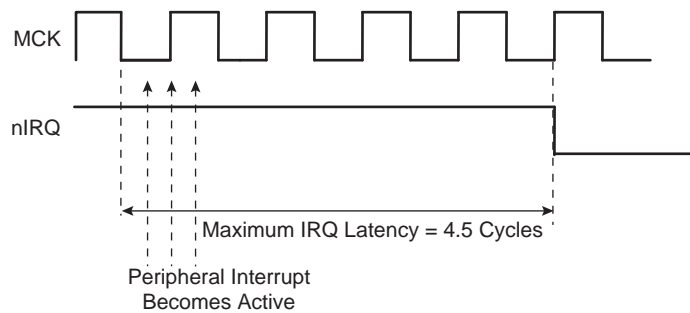 MCK
nIRQ
Maximum IRQ Latency = 4.5 Cycles
Peripheral Interrupt
Becomes Active